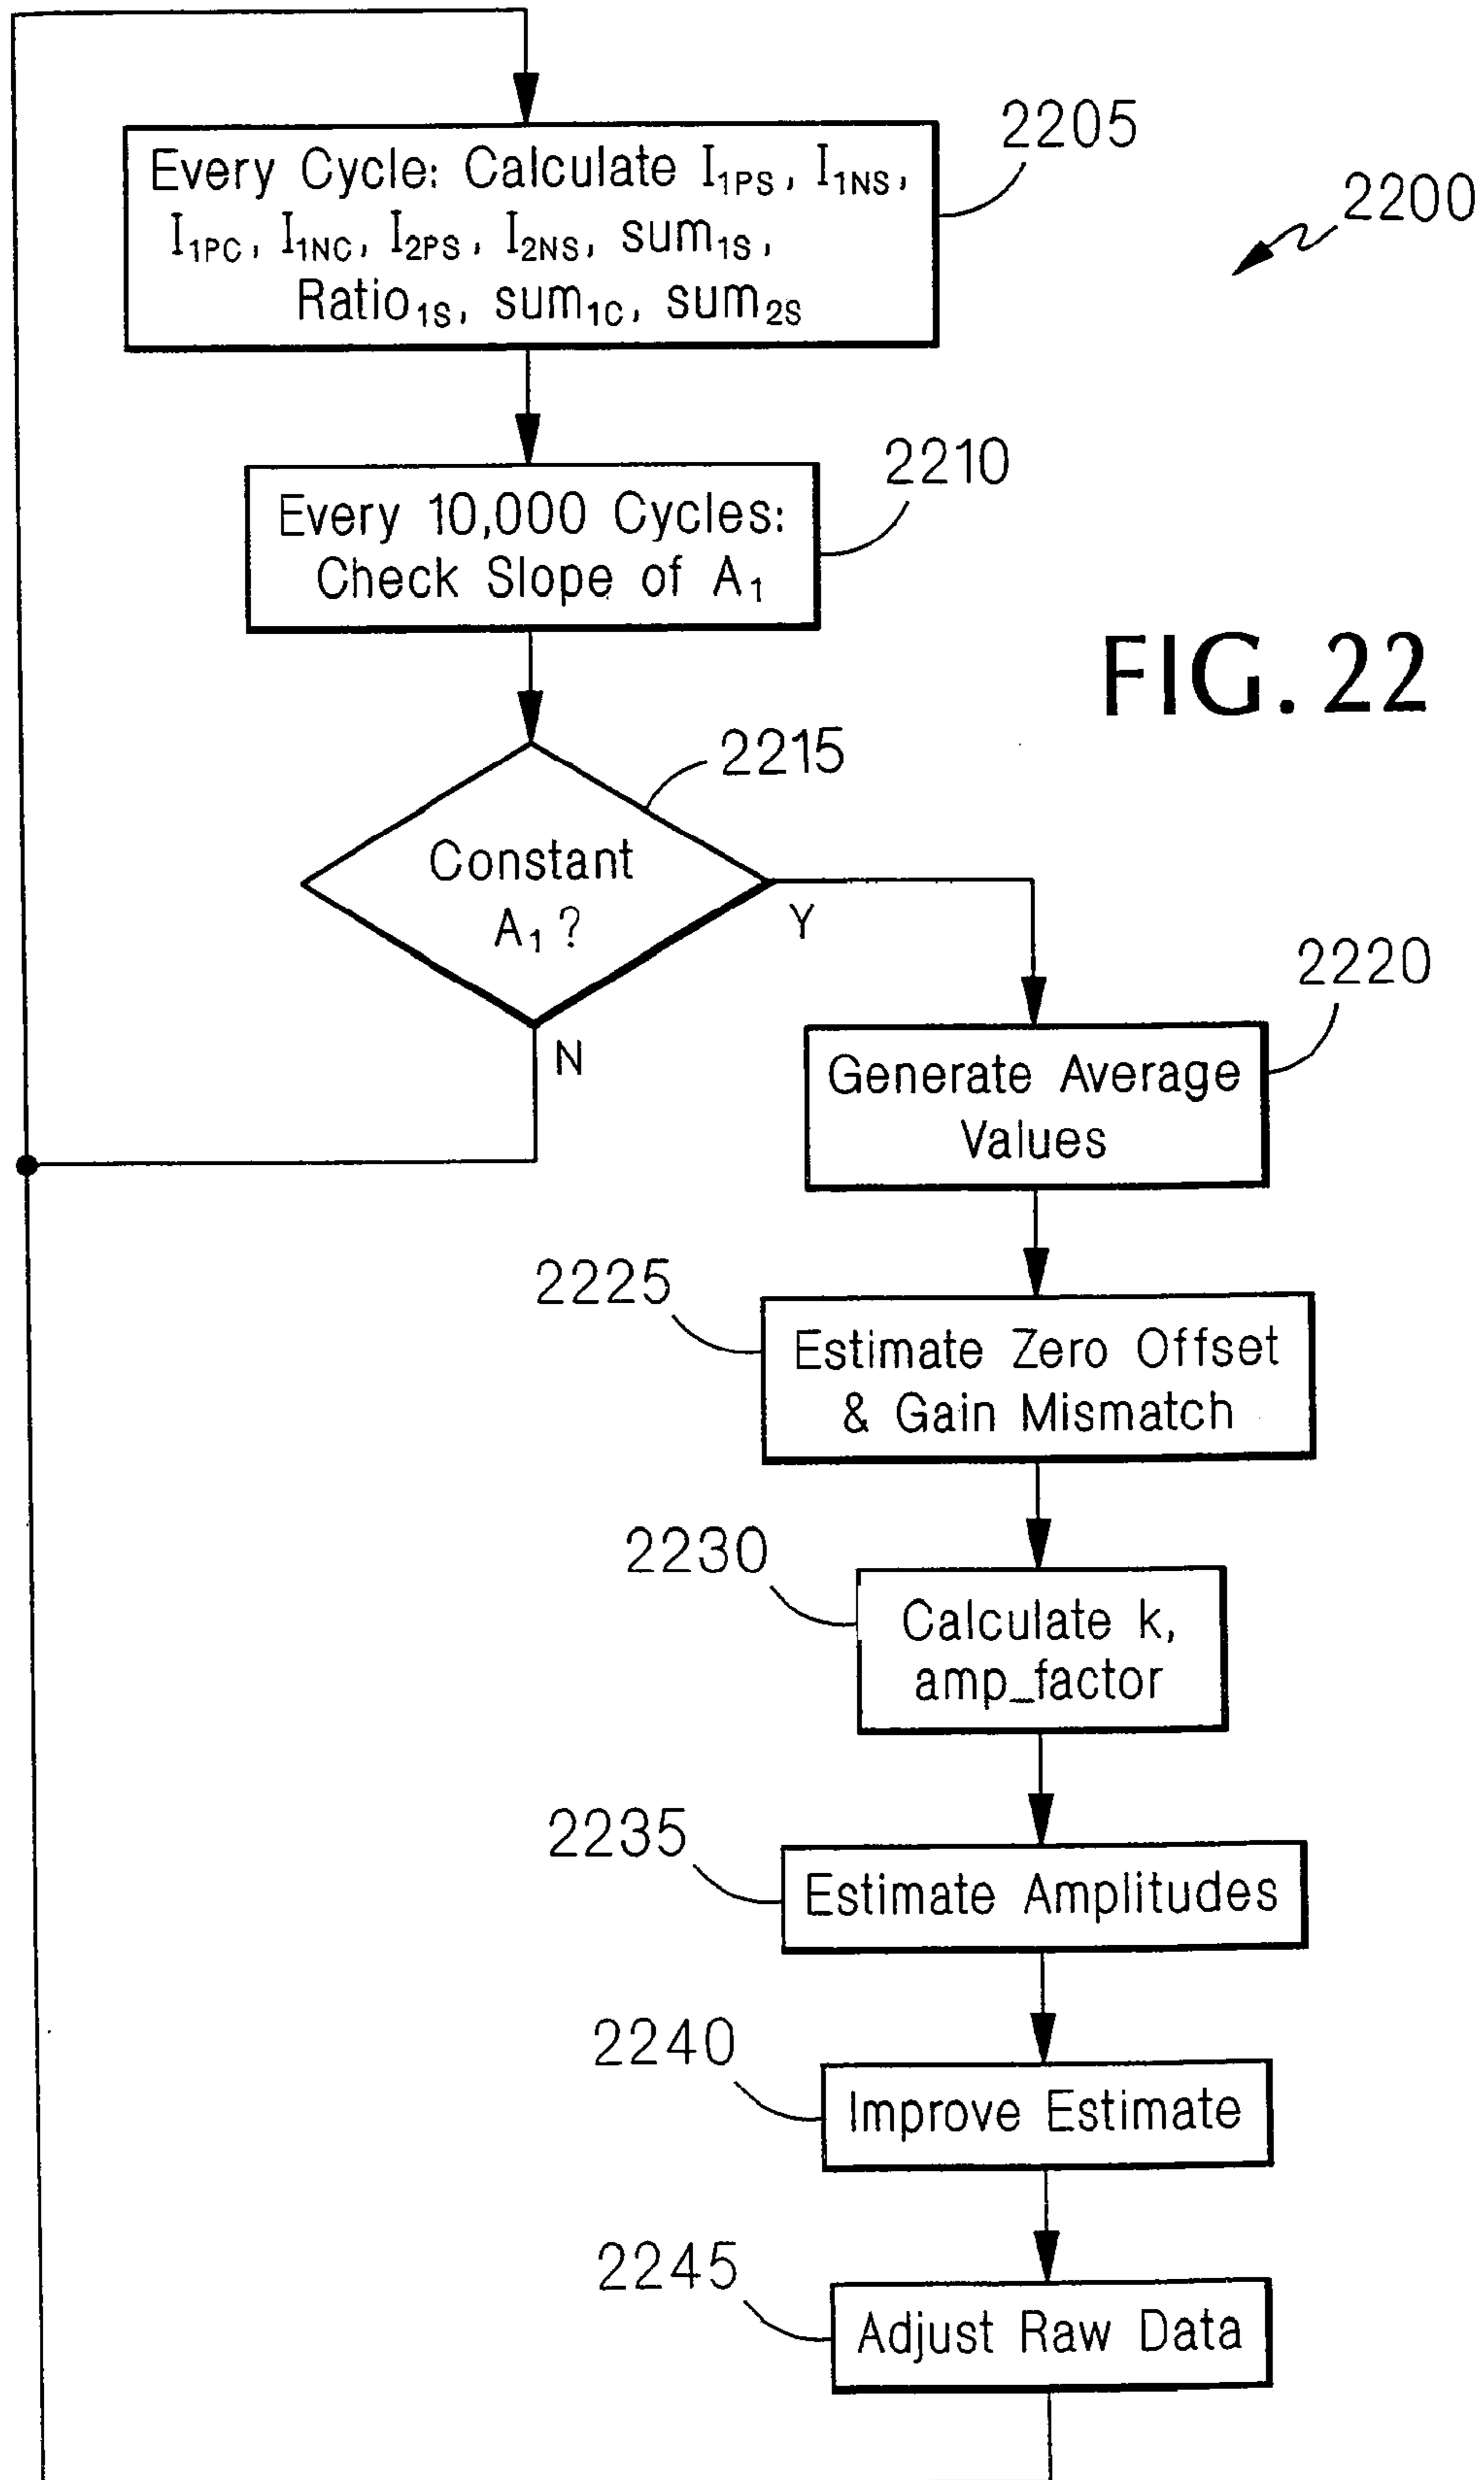 2205
Every Cycle: Calculate I1PS, I1NS,
I1PC, I1NC, I2PS, I2NS, sum1S,
Ratio1S, sum1C, sum2S
2200
2210
Every 10,000 Cycles:
Check Slope of A1
FIG. 22
2215
Constant
A1?
Y
N
2220
Generate Average
Values
2225
Estimate Zero Offset
& Gain Mismatch
2230
Calculate k,
amp_factor
2235
Estimate Amplitudes
2240
Improve Estimate
2245
Adjust Raw Data